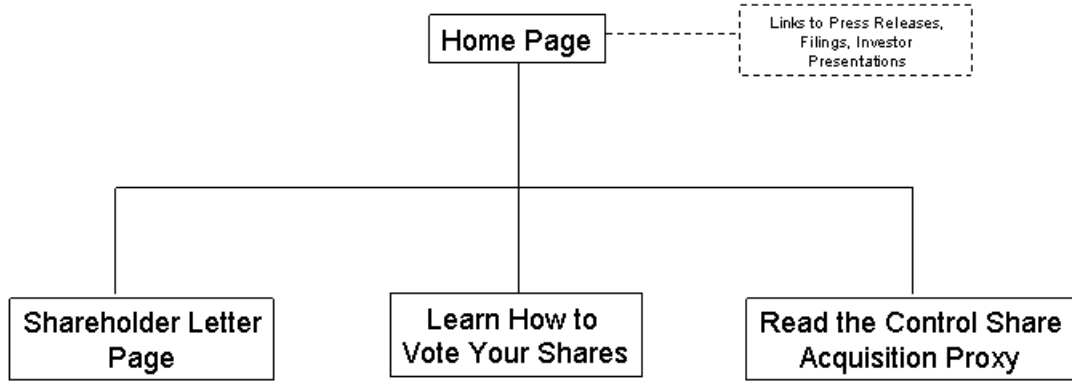 Home Page
Links to Press Releases,
Filings, Investor
Presentations
Shareholder Letter
Page
Learn How to
Vote Your Shares
Read the Control Share
Acquisition Proxy